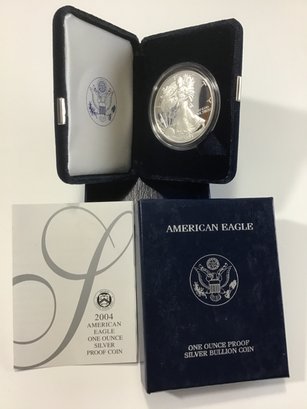 2004
AMERICAN
EAGLE
ONE OUNCE
SILVER
PROOF COIN
AMERICAN EAGLE
ONE OUNCE PROOF
SILVER BULLION COIN